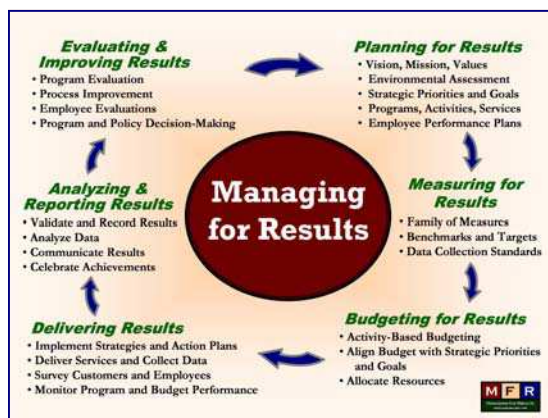 Evaluating &
Improving Results
• Program Evaluation
• Process Improvement
• Employee Evaluations
• Program and Policy Decision-Making
Planning for Results
• Vision, Mission, Values
• Environmental Assessment
• Strategic Priorities and Goals
• Programs, Activities, Services
• Employee Performance Plans
Measuring for
Results
• Family of Measures
• Benchmarks and Targets
• Data Collection Standards
Budgeting for Results
• Activity-Based Budgeting
• Align Budget with Strategic Priorities
and Goals
• Allocate Resources
Delivering Results
• Implement Strategies and Action Plans
• Deliver Services and Collect Data
• Survey Customers and Employees
• Monitor Program and Budget Performance
Analyzing &
Reporting Results
• Validate and Record Results
• Analyze Data
• Communicate Results
• Celebrate Achievements
Managing
for Results
M F R